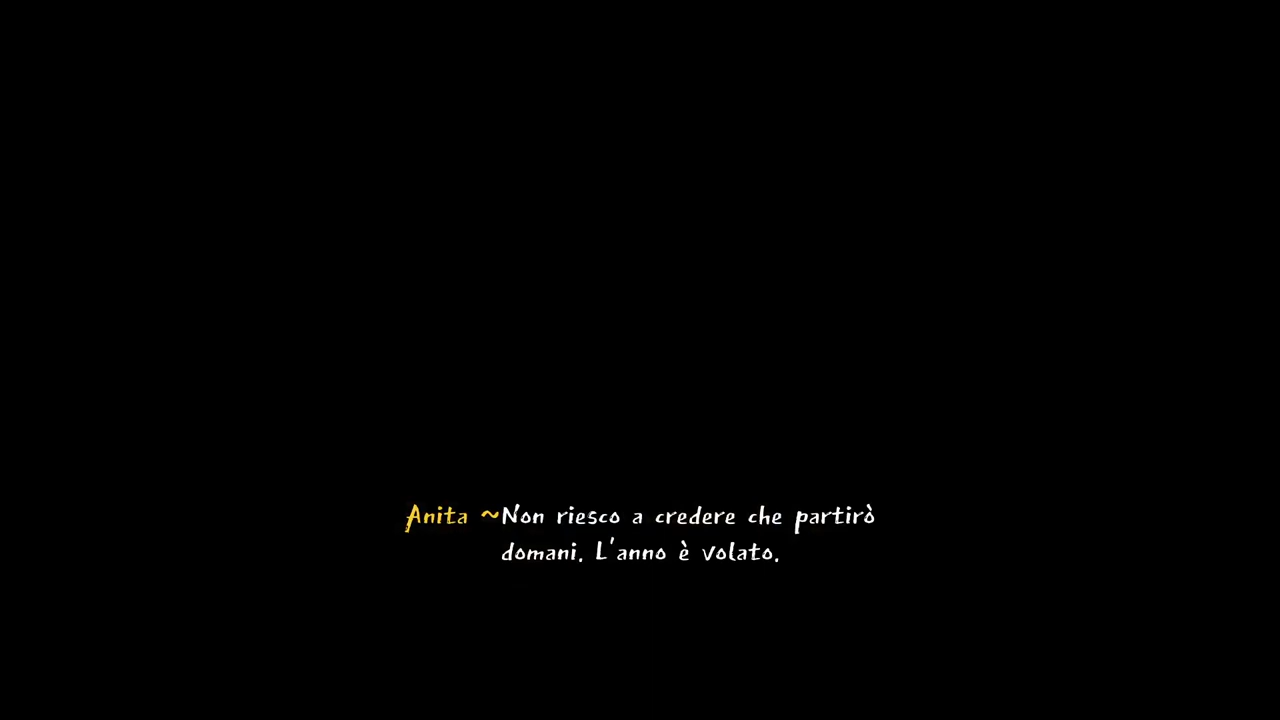 Anita ~Non riesco a credere che partirò
domani. L'anno è volato.